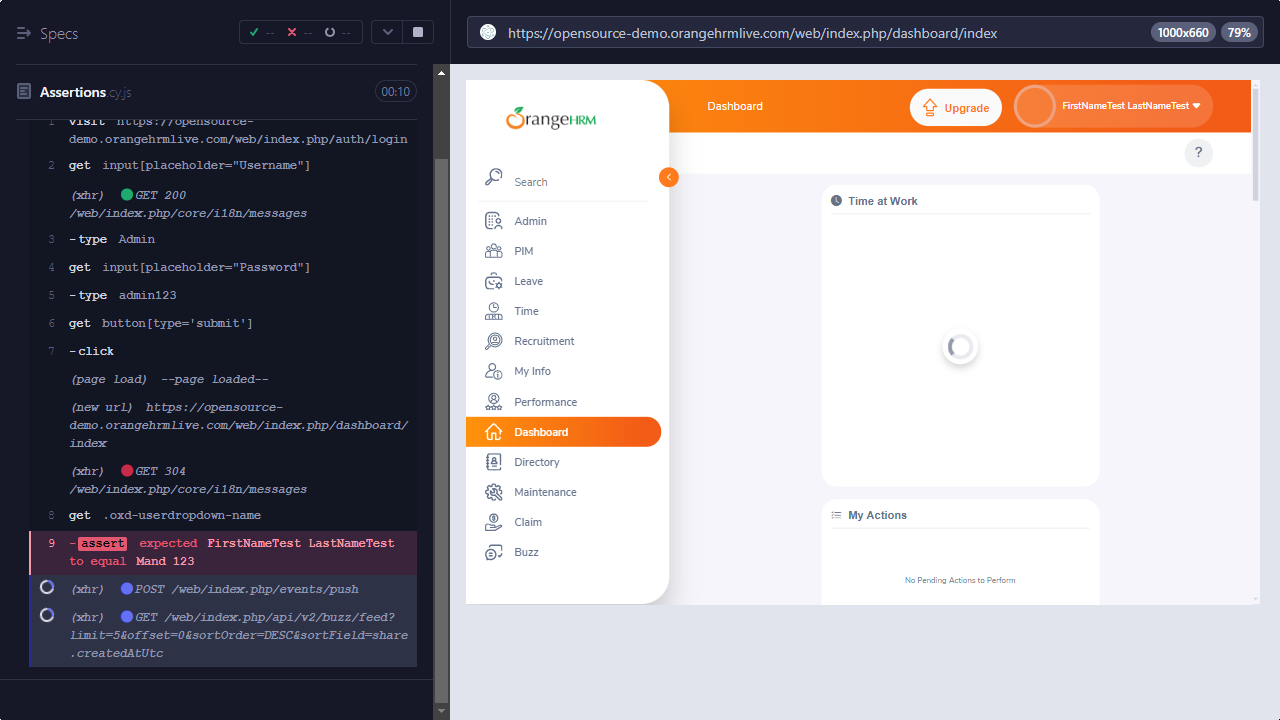 Specs
-- -- --
https://opensource-demo.orangehrmlive.com/web/index.php/dashboard/index
1000x660
79%
Assertions.cy.js
00:10
1 visit https://opensource-
demo.orangehrmlive.com/web/index.php/auth/login
2 get input[placeholder="Username"]
(xhr) GET 200
/web/index.php/core/i18n/messages
3 -type Admin
4 get input[placeholder="Password"]
5 -type admin123
6 get button[type='submit']
7 -click
(page load) --page loaded--
(new url) https://opensource-
demo.orangehrmlive.com/web/index.php/dashboard/
index
(xhr) GET 304
/web/index.php/core/i18n/messages
8 get .oxd-userdropdown-name
9 -assert expected FirstNameTest LastNameTest
to equal Mand 123
(xhr) POST /web/index.php/events/push
(xhr) GET /web/index.php/api/v2/buzz/feed?
limit=5&offset=0&sortOrder=DESC&sortField=share
.createdAtUtc
OrangeHRM
Dashboard
Upgrade
FirstNameTest LastNameTest
?
Search
Admin
PIM
Leave
Time
Recruitment
My Info
Performance
Dashboard
Directory
Maintenance
Claim
Buzz
Time at Work
My Actions
No Pending Actions to Perform